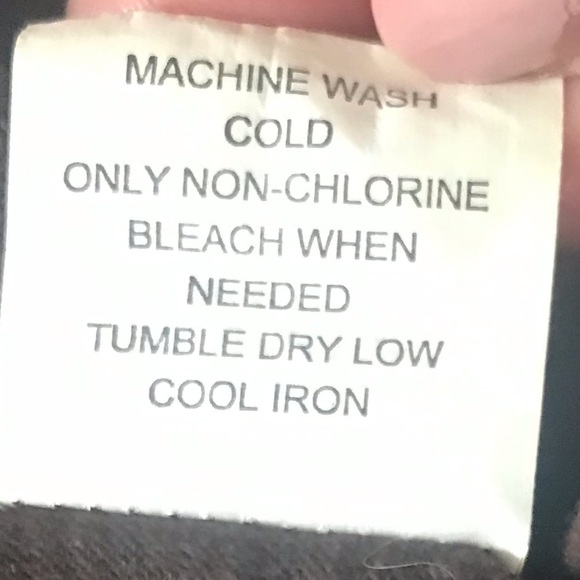 MACHINE WASH
COLD
ONLY NON-CHLORINE
BLEACH WHEN
NEEDED
TUMBLE DRY LOW
COOL IRON